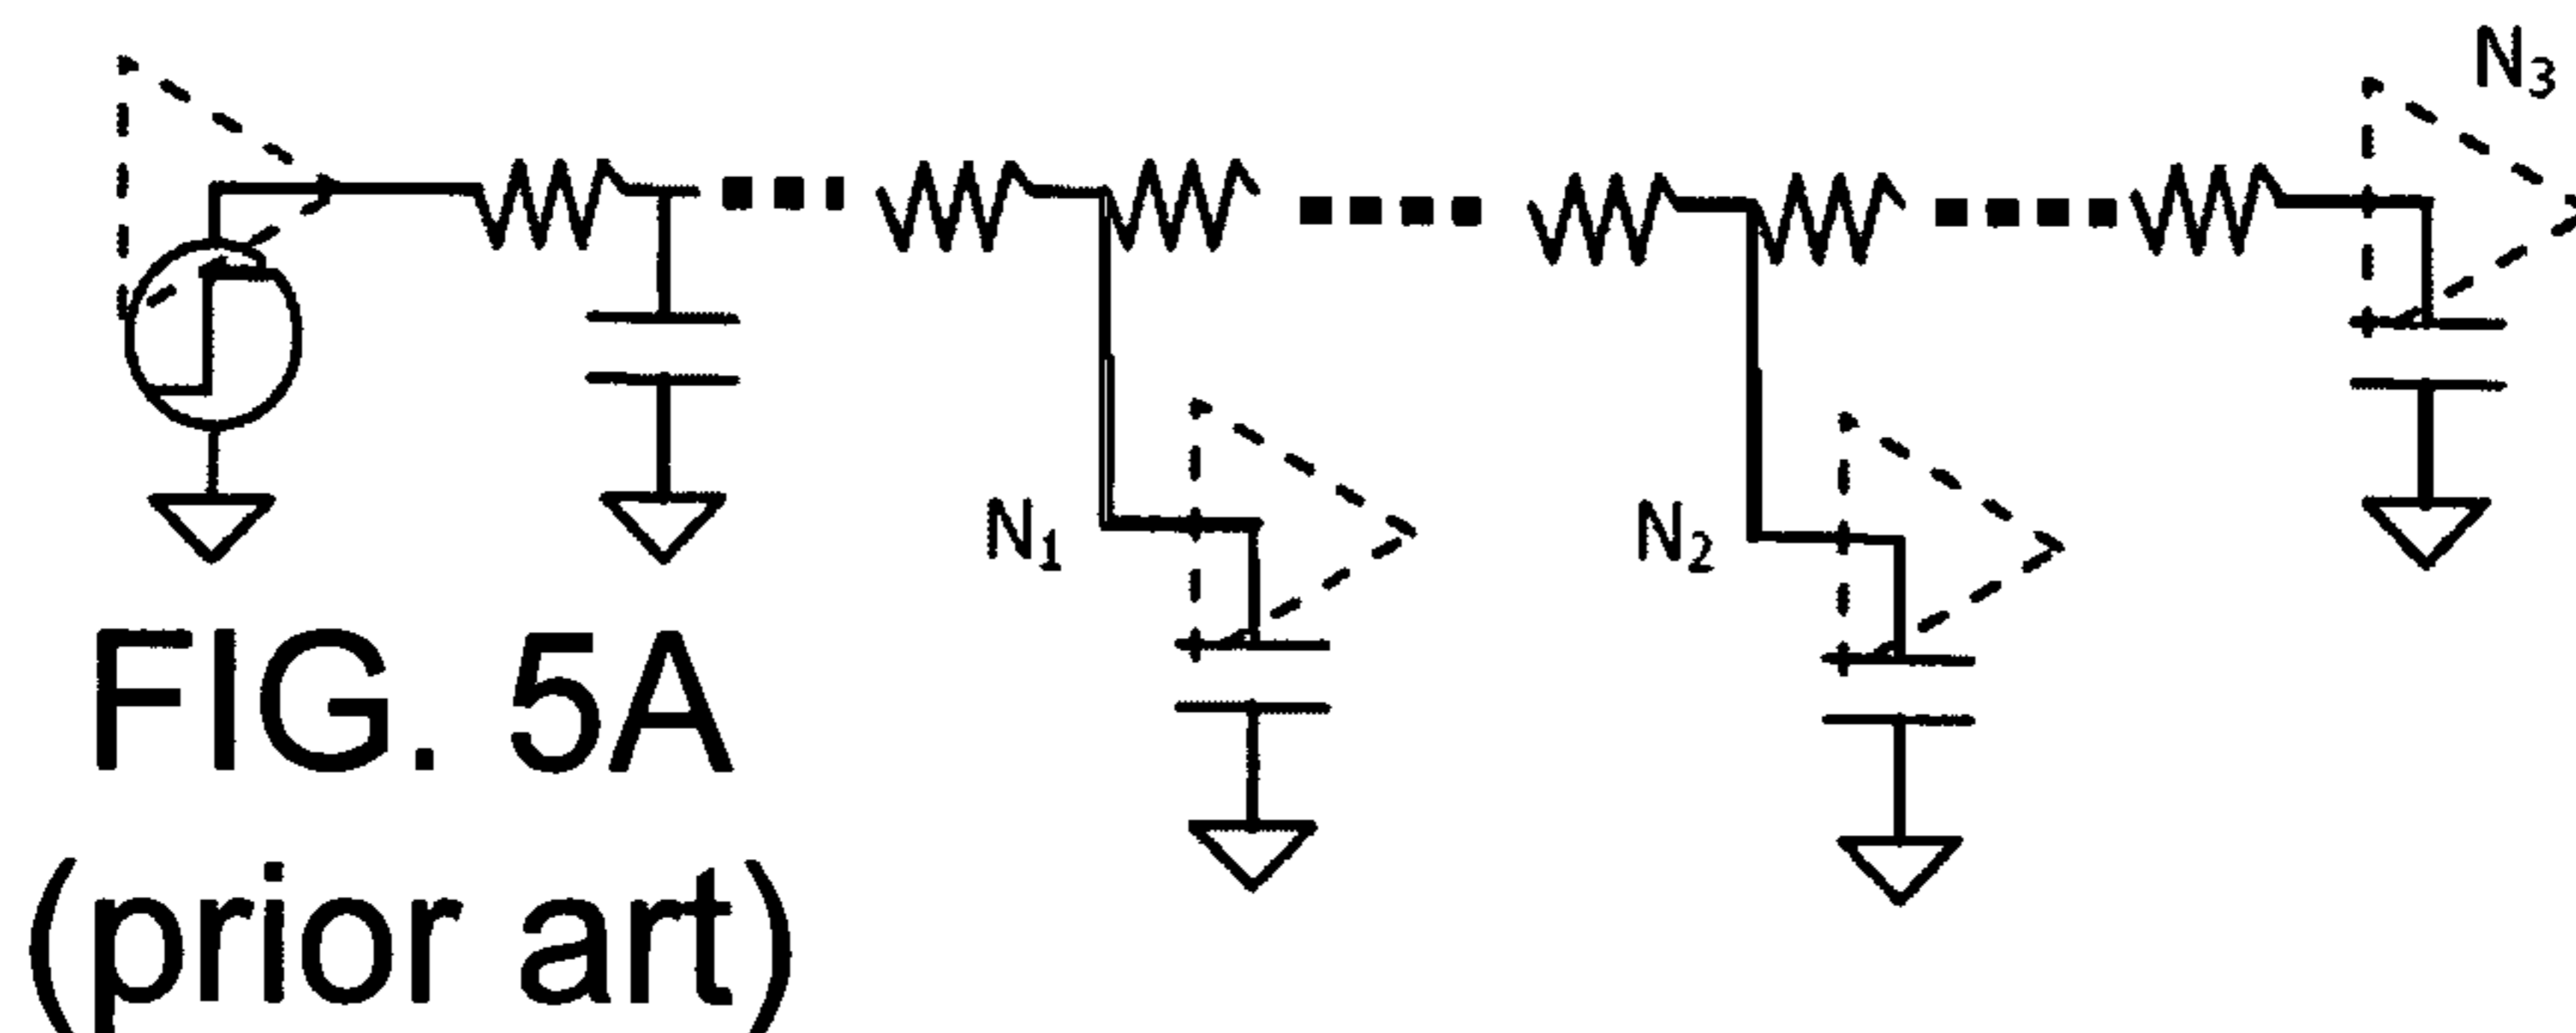 N₃
N₁
N₂
FIG. 5A
(prior art)